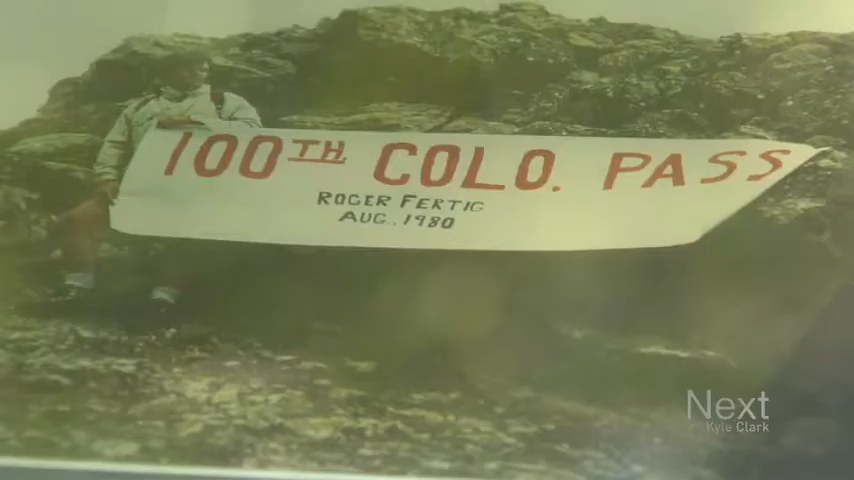 100TH COLO. PASS
ROGER FERTIG
AUG., 1980
Next
Kyle Clark